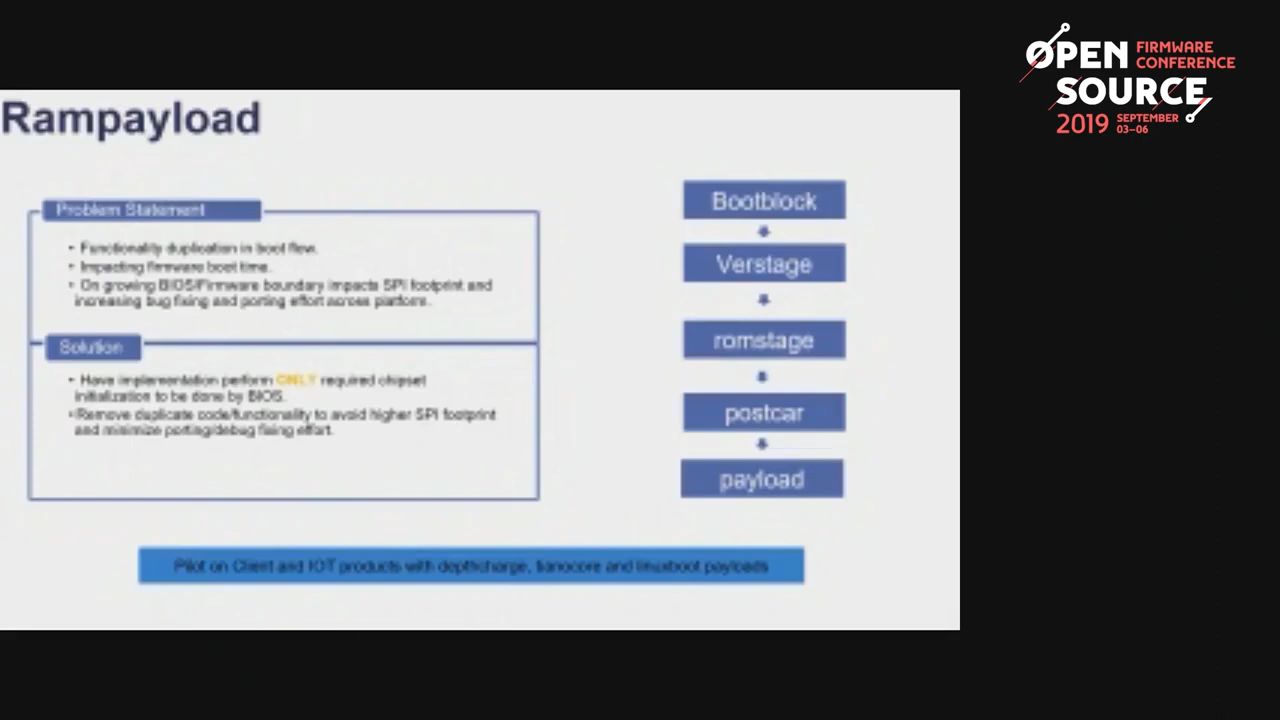 OPEN FIRMWARE
CONFERENCE
SOURCE
2019 SEPTEMBER
03–06
Rampayload
Problem Statement
• Functionality duplication in boot flow.
• Impacting firmware boot time.
• On growing BIOS/Firmware boundary impacts SPI footprint and
increasing bug fixing and porting effort across platform.
Solution
• Have implementation perform ONLY required chipset
initialization to be done by BIOS.
•Remove duplicate code/functionality to avoid higher SPI footprint
and minimize porting/debug fixing effort.
Bootblock
Verstage
romstage
postcar
payload
Pilot on Client and IOT products with depthcharge, tianocore and linuxboot payloads